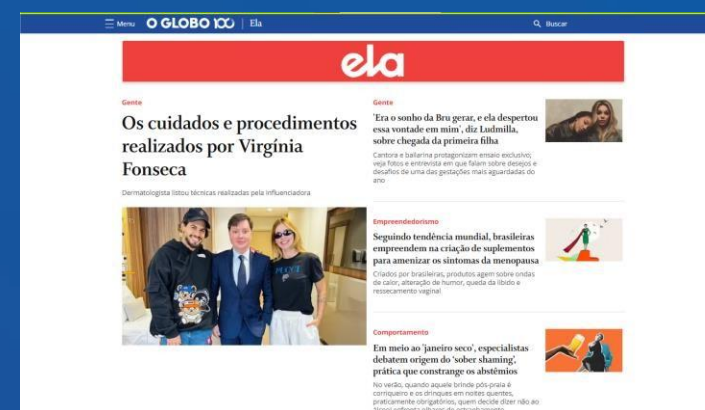 Menu O GLOBO 100 | Ela Buscar
ela
Gente
Os cuidados e procedimentos
realizados por Virgínia
Fonseca
Dermatologista listou técnicas realizadas pela influenciadora
Gente
'Era o sonho da Bru gerar, e ela despertou
essa vontade em mim', diz Ludmilla,
sobre chegada da primeira filha
Cantora e bailarina protagonizam ensaio exclusivo;
veja fotos e entrevista em que falam sobre desejos e
desafios de uma das gestações mais aguardadas do
ano
PUCCI
Empreendedorismo
Seguindo tendência mundial, brasileiras
empreendem na criação de suplementos
para amenizar os sintomas da menopausa
Criados por brasileiras, produtos agem sobre ondas
de calor, alteração de humor, queda da libido e
ressecamento vaginal
Comportamento
Em meio ao 'janeiro seco', especialistas
debatem origem do 'sober shaming',
prática que constrange os abstêmios
No verão, quando aquele brinde pós-praia é
corriqueiro e os drinques em noites quentes,
praticamente obrigatórios, quem decide dizer não ao
álcool enfrenta olhares de estranhamento